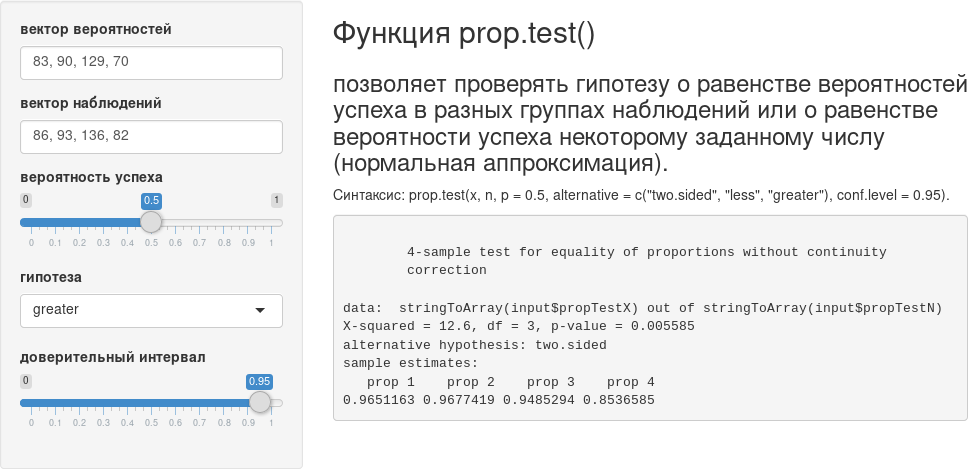 вектор вероятностей
83, 90, 129, 70
вектор наблюдений
86, 93, 136, 82
вероятность успеха
0 0.5 1
0 0.1 0.2 0.3 0.4 0.5 0.6 0.7 0.8 0.9 1
гипотеза
greater
доверительный интервал
0 0.95
0 0.1 0.2 0.3 0.4 0.5 0.6 0.7 0.8 0.9 1
Функция prop.test()
позволяет проверять гипотезу о равенстве вероятностей
успеха в разных группах наблюдений или о равенстве
вероятности успеха некоторому заданному числу
(нормальная аппроксимация).
Синтаксис: prop.test(x, n, p = 0.5, alternative = c("two.sided", "less", "greater"), conf.level = 0.95).
4-sample test for equality of proportions without continuity
correction
data:  stringToArray(input$propTestX) out of stringToArray(input$propTestN)
X-squared = 12.6, df = 3, p-value = 0.005585
alternative hypothesis: two.sided
sample estimates:
prop 1    prop 2    prop 3    prop 4
0.9651163 0.9677419 0.9485294 0.8536585